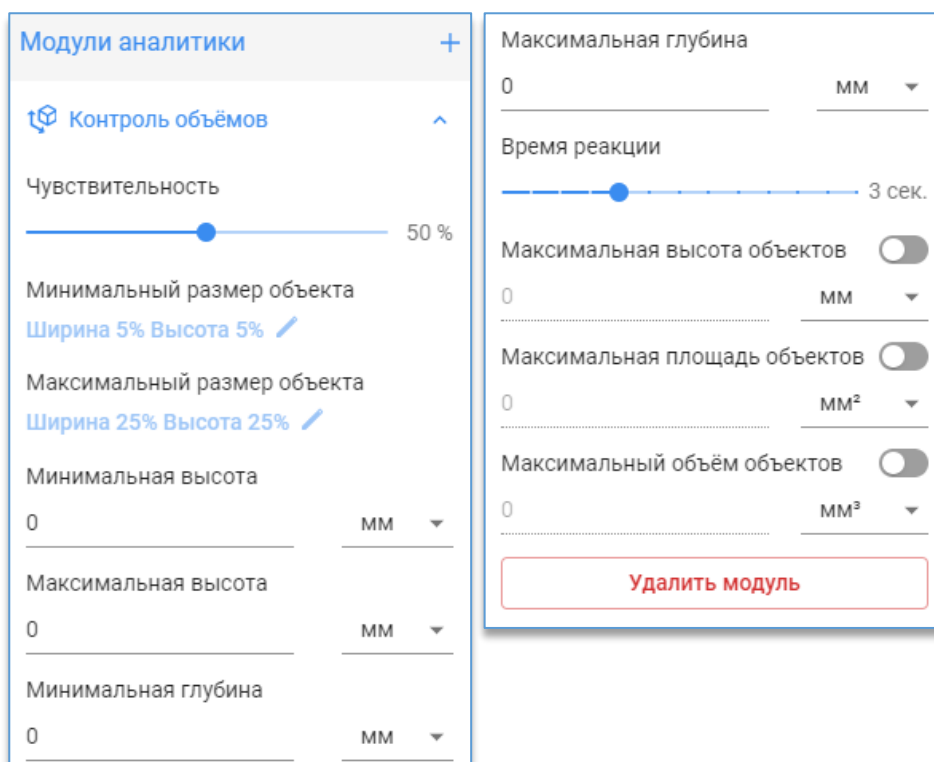 Модули аналитики +
Контроль объёмов
Чувствительность
50 %
Минимальный размер объекта
Ширина 5% Высота 5%
Максимальный размер объекта
Ширина 25% Высота 25%
Минимальная высота
0 мм
Максимальная высота
0 мм
Минимальная глубина
0 мм
Максимальная глубина
0 мм
Время реакции
3 сек.
Максимальная высота объектов
0 мм
Максимальная площадь объектов
0 мм²
Максимальный объём объектов
0 мм³
Удалить модуль